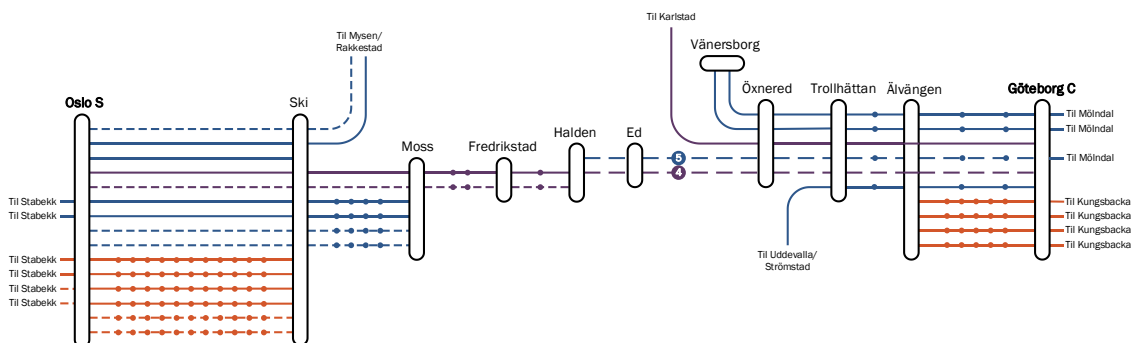 Til Karlstad
Til Mysen/
Rakkestad
Vänersborg
Oslo S
Ski
Öxnered
Trollhättan
Älvängen
Göteborg C
Til Mölndal
Til Mölndal
Halden
Ed
Moss
Fredrikstad
5
Til Mölndal
4
Til Stabekk
Til Stabekk
Til Kungsbacka
Til Kungsbacka
Til Kungsbacka
Til Kungsbacka
Til Uddevalla/
Strömstad
Til Stabekk
Til Stabekk
Til Stabekk
Til Stabekk